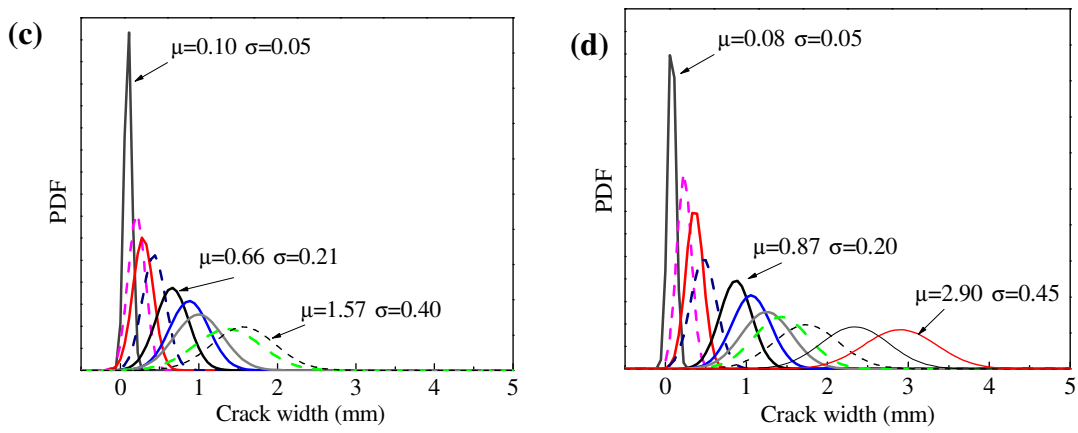 (c)
μ=0.10 σ=0.05
μ=0.66 σ=0.21
μ=1.57 σ=0.40
PDF
0 1 2 3 4 5
Crack width (mm)
(d)
μ=0.08 σ=0.05
μ=0.87 σ=0.20
μ=2.90 σ=0.45
PDF
0 1 2 3 4 5
Crack width (mm)